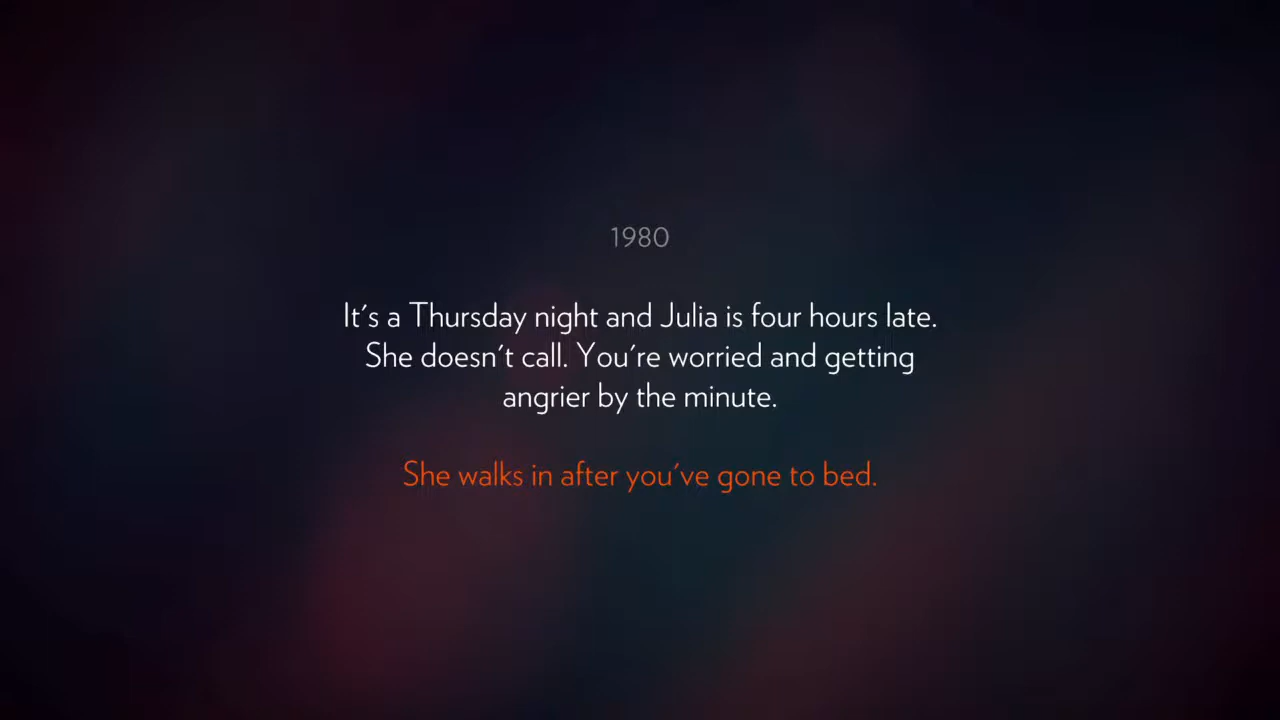 1980
It's a Thursday night and Julia is four hours late.
She doesn't call. You're worried and getting
angrier by the minute.
She walks in after you've gone to bed.